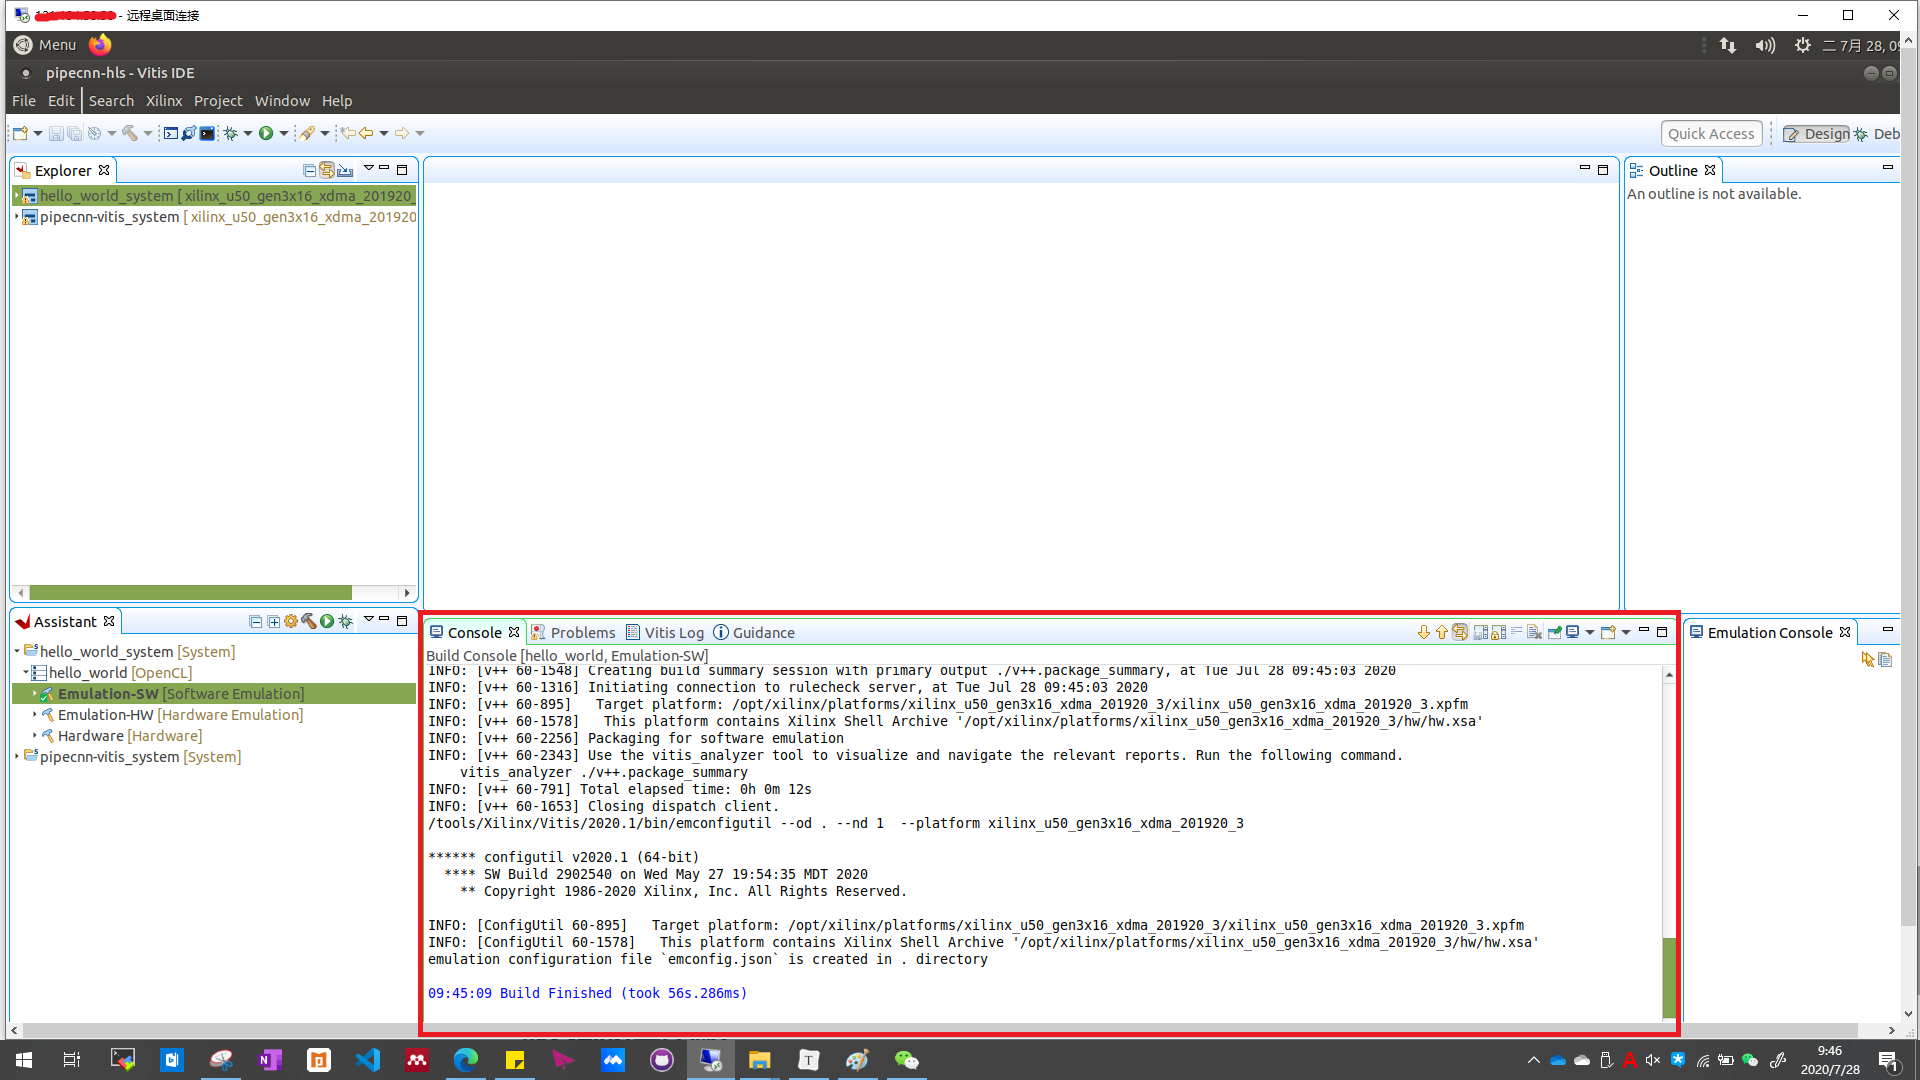 - 远程桌面连接
Menu
二 7月 28, 09
pipecnn-hls - Vitis IDE
File Edit Search Xilinx Project Window Help
Quick Access
Design
Deb
Explorer
hello_world_system [ xilinx_u50_gen3x16_xdma_201920_
pipecnn-vitis_system [ xilinx_u50_gen3x16_xdma_201920
Outline
An outline is not available.
Assistant
hello_world_system [System]
hello_world [OpenCL]
Emulation-SW [Software Emulation]
Emulation-HW [Hardware Emulation]
Hardware [Hardware]
pipecnn-vitis_system [System]
Console Problems Vitis Log Guidance
Build Console [hello_world, Emulation-SW]
INFO: [v++ 60-1548] Creating build summary session with primary output ./v++.package_summary, at Tue Jul 28 09:45:03 2020
INFO: [v++ 60-1316] Initiating connection to rulecheck server, at Tue Jul 28 09:45:03 2020
INFO: [v++ 60-895]   Target platform: /opt/xilinx/platforms/xilinx_u50_gen3x16_xdma_201920_3/xilinx_u50_gen3x16_xdma_201920_3.xpfm
INFO: [v++ 60-1578]   This platform contains Xilinx Shell Archive '/opt/xilinx/platforms/xilinx_u50_gen3x16_xdma_201920_3/hw/hw.xsa'
INFO: [v++ 60-2256] Packaging for software emulation
INFO: [v++ 60-2343] Use the vitis_analyzer tool to visualize and navigate the relevant reports. Run the following command.
    vitis_analyzer ./v++.package_summary
INFO: [v++ 60-791] Total elapsed time: 0h 0m 12s
INFO: [v++ 60-1653] Closing dispatch client.
/tools/Xilinx/Vitis/2020.1/bin/emconfigutil --od . --nd 1  --platform xilinx_u50_gen3x16_xdma_201920_3
****** configutil v2020.1 (64-bit)
  **** SW Build 2902540 on Wed May 27 19:54:35 MDT 2020
    ** Copyright 1986-2020 Xilinx, Inc. All Rights Reserved.
INFO: [ConfigUtil 60-895]   Target platform: /opt/xilinx/platforms/xilinx_u50_gen3x16_xdma_201920_3/xilinx_u50_gen3x16_xdma_201920_3.xpfm
INFO: [ConfigUtil 60-1578]   This platform contains Xilinx Shell Archive '/opt/xilinx/platforms/xilinx_u50_gen3x16_xdma_201920_3/hw/hw.xsa'
emulation configuration file `emconfig.json` is created in . directory
09:45:09 Build Finished (took 56s.286ms)
Emulation Console
9:46
2020/7/28